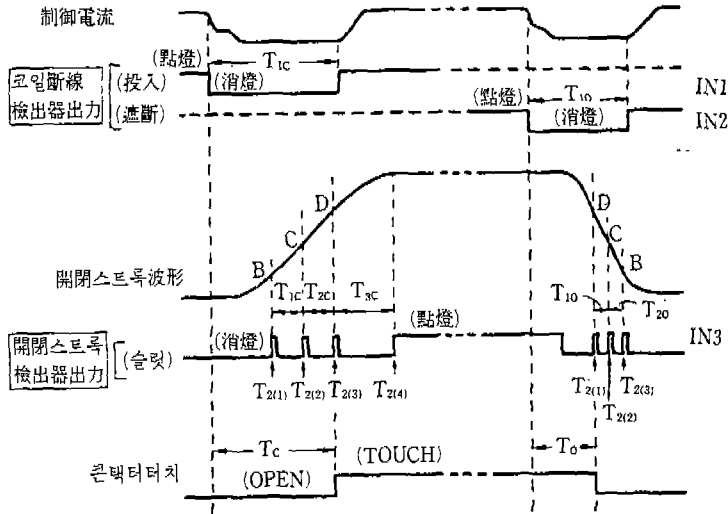 制御電流
(點燈) T1C
코일斷線
檢出器出力
(投入) (消燈) IN1
(點燈) T10
(遮斷) (消燈) IN2
D D
C C
B B
開閉스트록波形
T1C T2C T3C
T10 T20
(點燈)
開閉스트록
檢出器出力
(슬릿) (消燈) IN3
T2(1) T2(2) T2(3) T2(4)
T2(1) T2(3)
T2(2)
TC TO
콘택터터치 (OPEN) (TOUCH)